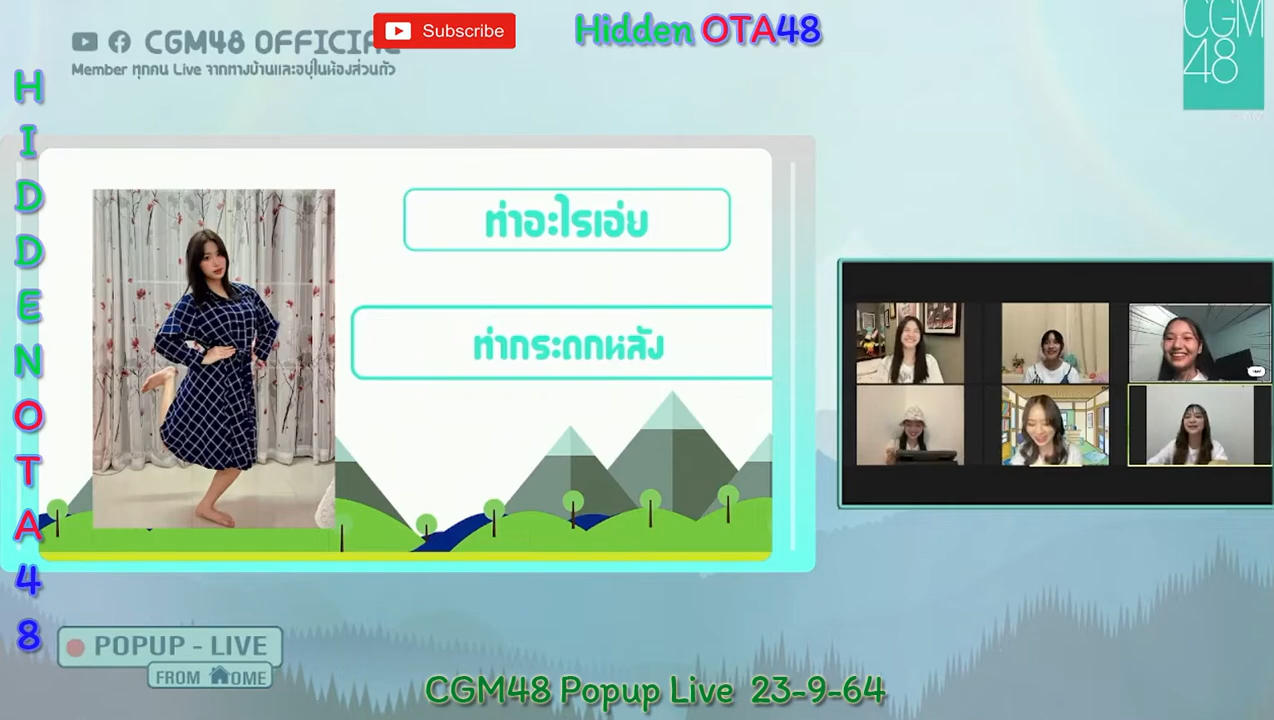 CGM48 OFFICIAL
Subscribe
Hidden OTA48
Member ทุกคน Live จากทางบ้านและอยู่ในห้องส่วนตัว
CGM
48
HIDDENOTA48
ท่าอะไรเอ่ย
ท่ากระดกหลัง
POPUP - LIVE
FROM HOME
CGM48 Popup Live 23-9-64